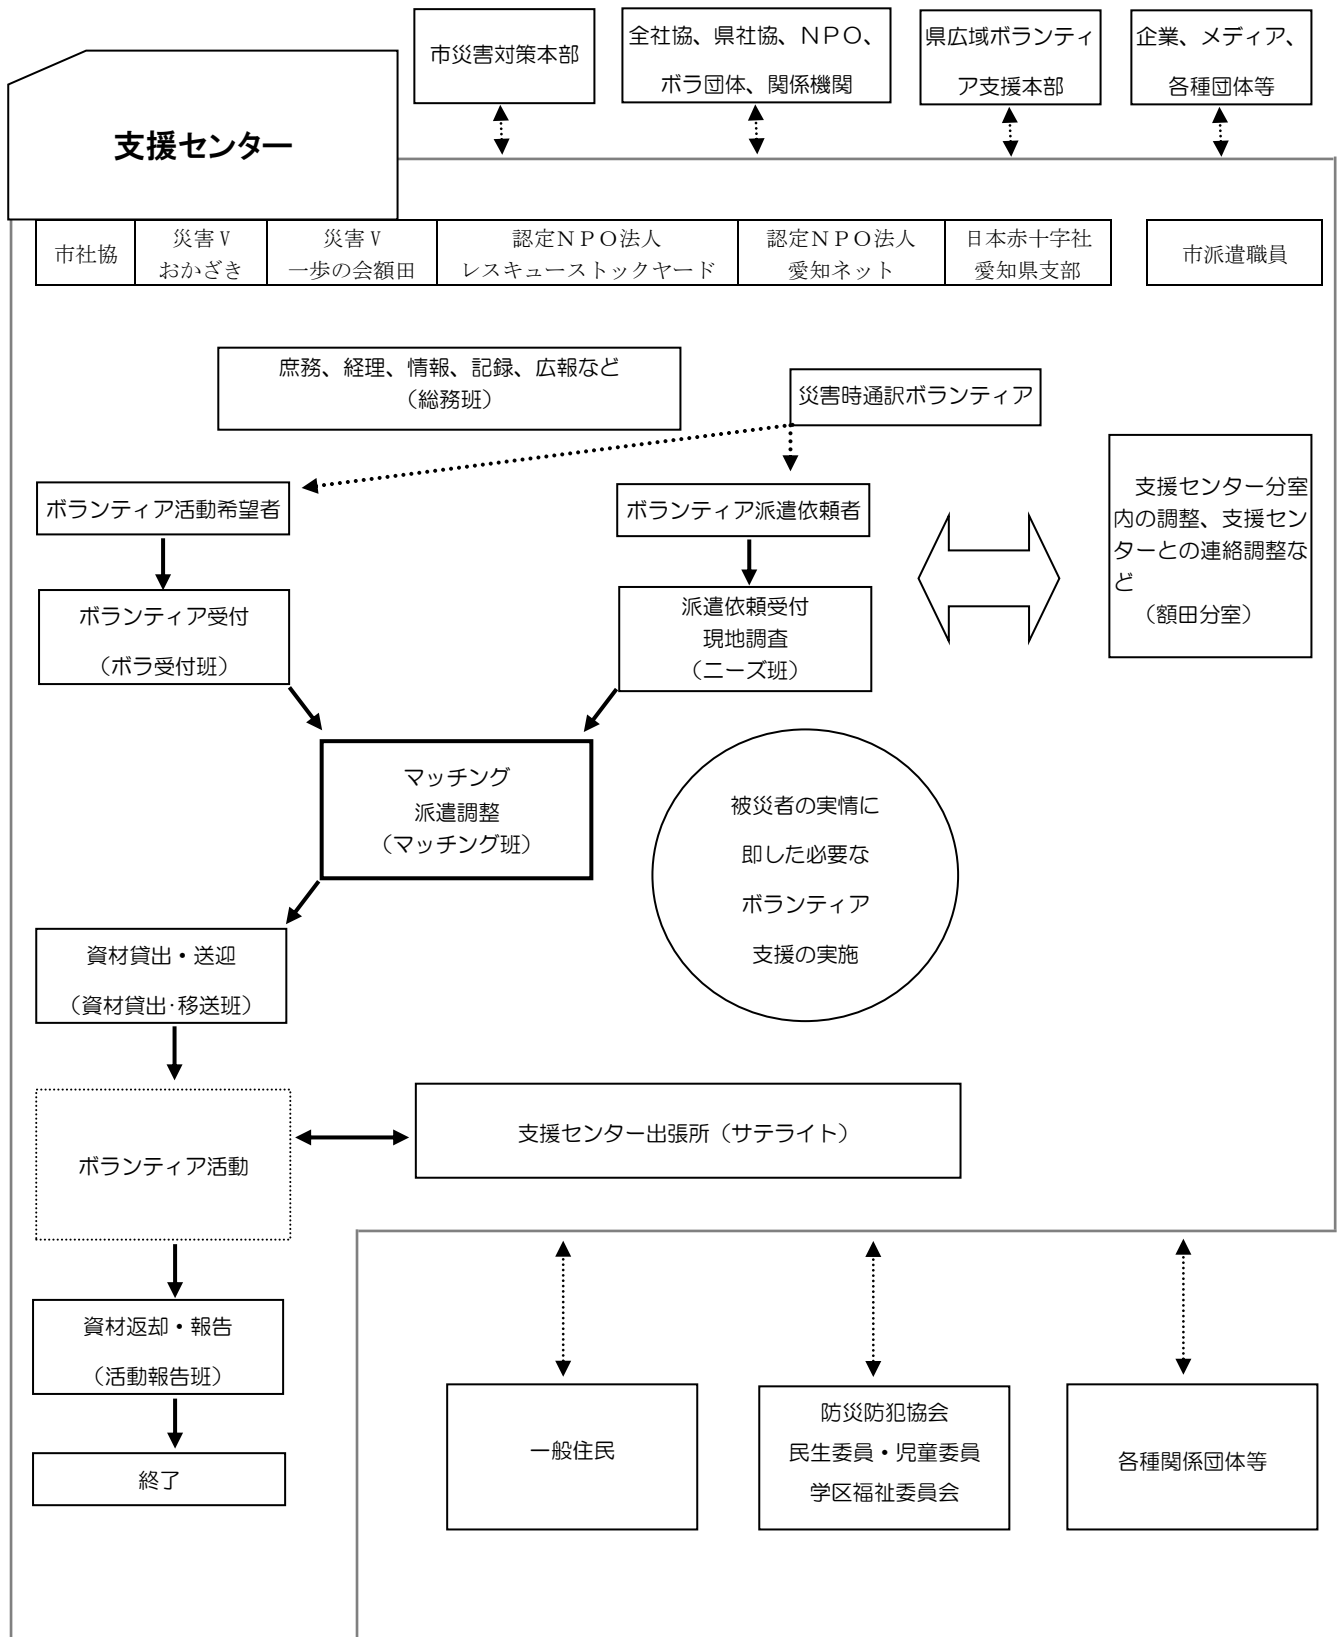 市災害対策本部
全社協、県社協、ＮＰＯ、
ボラ団体、関係機関
県広域ボランティ
ア支援本部
企業、メディア、
各種団体等
支援センター
市社協
災害Ｖ
おかざき
災害Ｖ
一歩の会額田
認定ＮＰＯ法人
レスキューストックヤード
認定ＮＰＯ法人
愛知ネット
日本赤十字社
愛知県支部
市派遣職員
庶務、経理、情報、記録、広報など
（総務班）
災害時通訳ボランティア
ボランティア活動希望者
ボランティア派遣依頼者
支援センター分室
内の調整、支援セン
ターとの連絡調整な
ど
（額田分室）
ボランティア受付
（ボラ受付班）
派遣依頼受付
現地調査
（ニーズ班）
マッチング
派遣調整
（マッチング班）
被災者の実情に
即した必要な
ボランティア
支援の実施
資材貸出・送迎
（資材貸出･移送班）
ボランティア活動
支援センター出張所（サテライト）
資材返却・報告
（活動報告班）
終了
一般住民
防災防犯協会
民生委員・児童委員
学区福祉委員会
各種関係団体等